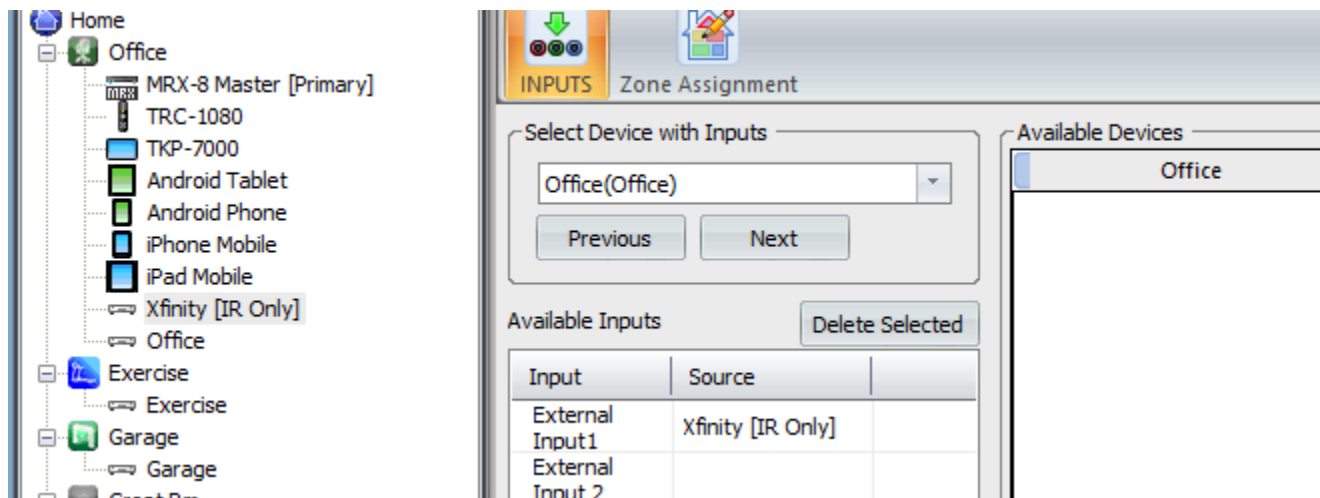 Home
Office
MRX-8 Master [Primary]
TRC-1080
TKP-7000
Android Tablet
Android Phone
iPhone Mobile
iPad Mobile
Xfinity [IR Only]
Office
Exercise
Exercise
Garage
Garage
INPUTS
Zone Assignment
Select Device with Inputs
Office(Office)
Previous
Next
Available Inputs
Delete Selected
Input
Source
External
Input1
Xfinity [IR Only]
External
Input 2
Available Devices
Office